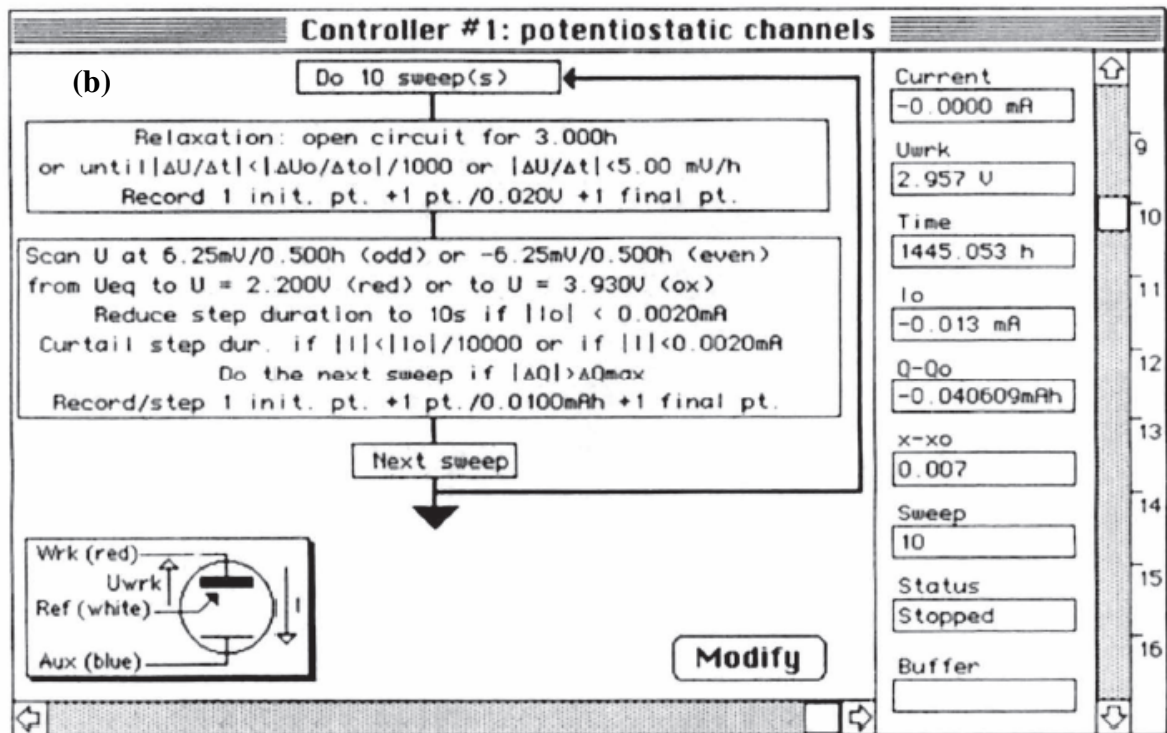 Controller #1: potentiostatic channels
(b)
Do 10 sweep(s)
Relaxation: open circuit for 3.000h
or until|ΔU/Δt|<|ΔUo/Δto|/1000 or |ΔU/Δt|<5.00 mV/h
Record 1 init. pt. +1 pt./0.020V +1 final pt.
Scan U at 6.25mV/0.500h (odd) or -6.25mV/0.500h (even)
from Ueq to U = 2.200V (red) or to U = 3.930V (ox)
Reduce step duration to 10s if |Io| < 0.0020mA
Curtail step dur. if |I|<|Io|/10000 or if |I|<0.0020mA
Do the next sweep if |ΔQ|>ΔQmax
Record/step 1 init. pt. +1 pt./0.0100mAh +1 final pt.
Next sweep
Wrk (red)
Uwrk
Ref (white)
I
Aux (blue)
Modify
Current
-0.0000 mA
Uwrk
2.957 V
Time
1445.053 h
Io
-0.013 mA
Q-Qo
-0.040609mAh
x-xo
0.007
Sweep
10
Status
Stopped
Buffer
9
10
11
12
13
14
15
16